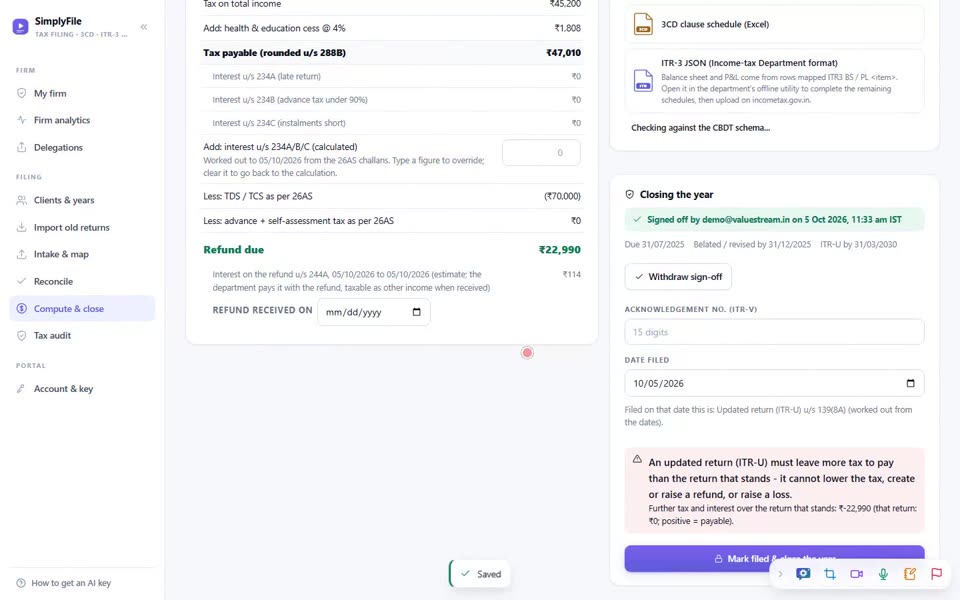 SimplyFile
TAX FILING - 3CD - ITR-3 ...
FIRM
My firm
Firm analytics
Delegations
FILING
Clients & years
Import old returns
Intake & map
Reconcile
Compute & close
Tax audit
PORTAL
Account & key
How to get an AI key
Tax on total income ₹45,200
Add: health & education cess @ 4% ₹1,808
Tax payable (rounded u/s 288B) ₹47,010
Interest u/s 234A (late return) ₹0
Interest u/s 234B (advance tax under 90%) ₹0
Interest u/s 234C (instalments short) ₹0
Add: interest u/s 234A/B/C (calculated) 0
Worked out to 05/10/2026 from the 26AS challans. Type a figure to override;
clear it to go back to the calculation.
Less: TDS / TCS as per 26AS (₹70,000)
Less: advance + self-assessment tax as per 26AS ₹0
Refund due ₹22,990
Interest on the refund u/s 244A, 05/10/2026 to 05/10/2026 (estimate; the ₹114
department pays it with the refund, taxable as other income when received)
REFUND RECEIVED ON mm/dd/yyyy
Saved
3CD clause schedule (Excel)
ITR-3 JSON (Income-tax Department format)
Balance sheet and P&L come from rows mapped ITR3 BS / PL <item>.
Open it in the department's offline utility to complete the remaining
schedules, then upload on incometax.gov.in.
Checking against the CBDT schema...
Closing the year
Signed off by demo@valuestream.in on 5 Oct 2026, 11:33 am IST
Due 31/07/2025 Belated / revised by 31/12/2025 ITR-U by 31/03/2030
Withdraw sign-off
ACKNOWLEDGEMENT NO. (ITR-V)
15 digits
DATE FILED
10/05/2026
Filed on that date this is: Updated return (ITR-U) u/s 139(8A) (worked out from
the dates).
An updated return (ITR-U) must leave more tax to pay
than the return that stands - it cannot lower the tax, create
or raise a refund, or raise a loss.
Further tax and interest over the return that stands: ₹-22,990 (that return:
₹0; positive = payable).
Mark filed & close the year